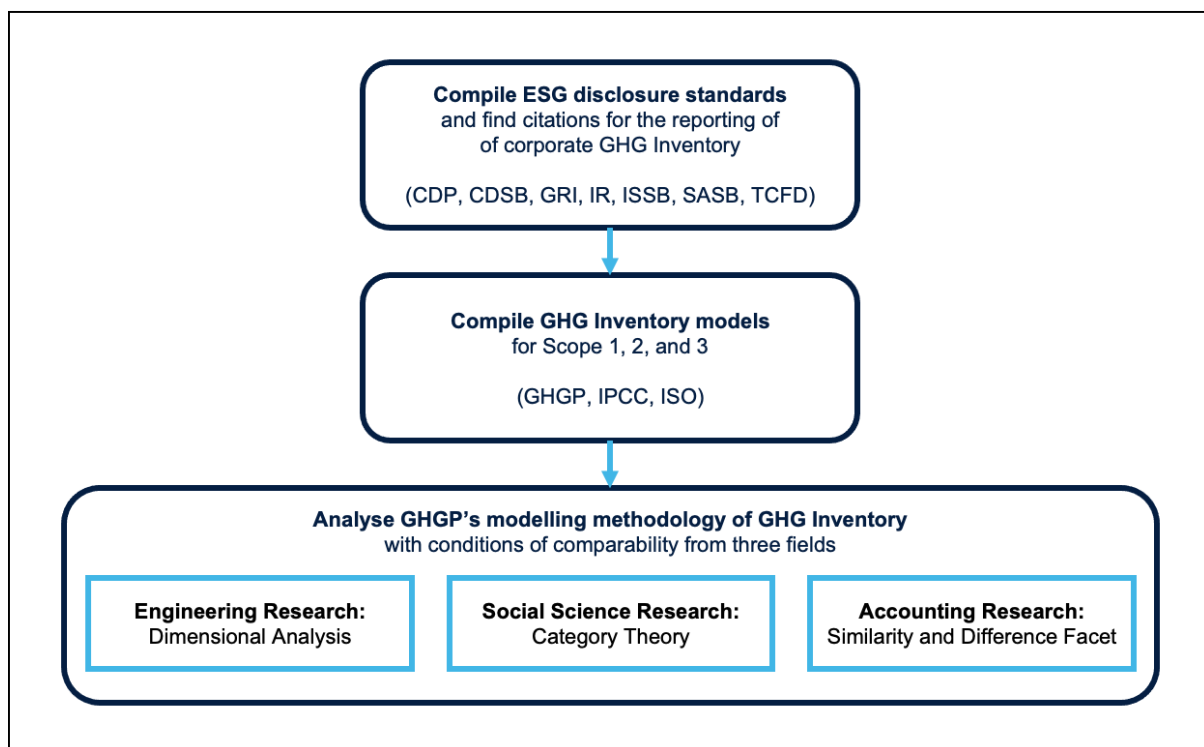 Compile ESG disclosure standards
and find citations for the reporting of
of corporate GHG Inventory
(CDP, CDSB, GRI, IR, ISSB, SASB, TCFD)
Compile GHG Inventory models
for Scope 1, 2, and 3
(GHGP, IPCC, ISO)
Analyse GHGP's modelling methodology of GHG Inventory
with conditions of comparability from three fields
Engineering Research:
Dimensional Analysis
Social Science Research:
Category Theory
Accounting Research:
Similarity and Difference Facet